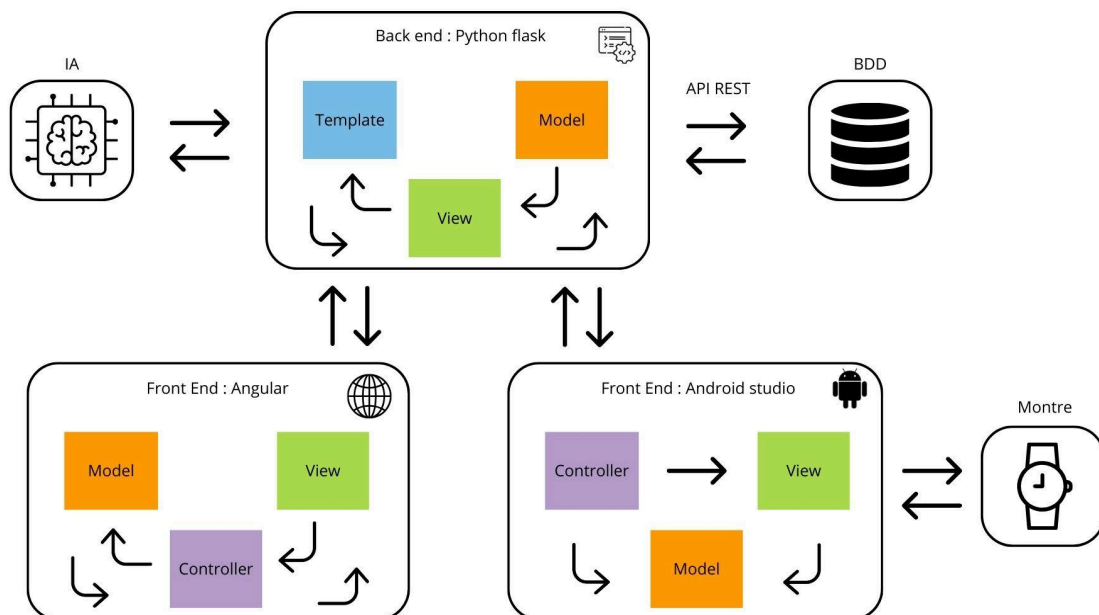 Back end : Python flask
IA
BDD
API REST
Template
Model
View
Front End : Angular
Front End : Android studio
Montre
Model
View
Controller
View
Controller
Model